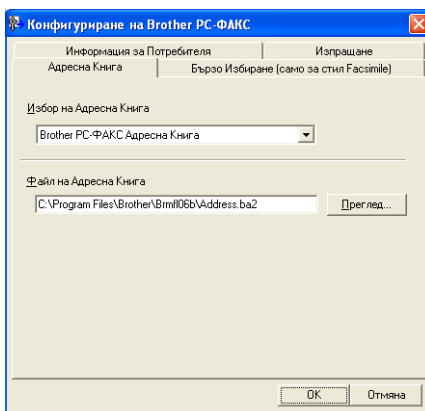 Конфигуриране на Brother PC-ФАКС
Информация за Потребителя
Изпращане
Адресна Книга
Бързо Избиране (само за стил Facsimile)
Избор на Адресна Книга
Brother PC-ФАКС Адресна Книга
Файл на Адресна Книга
C:\Program Files\Brother\Brmfl06b\Address.ba2
Преглед...
OK
Отмяна